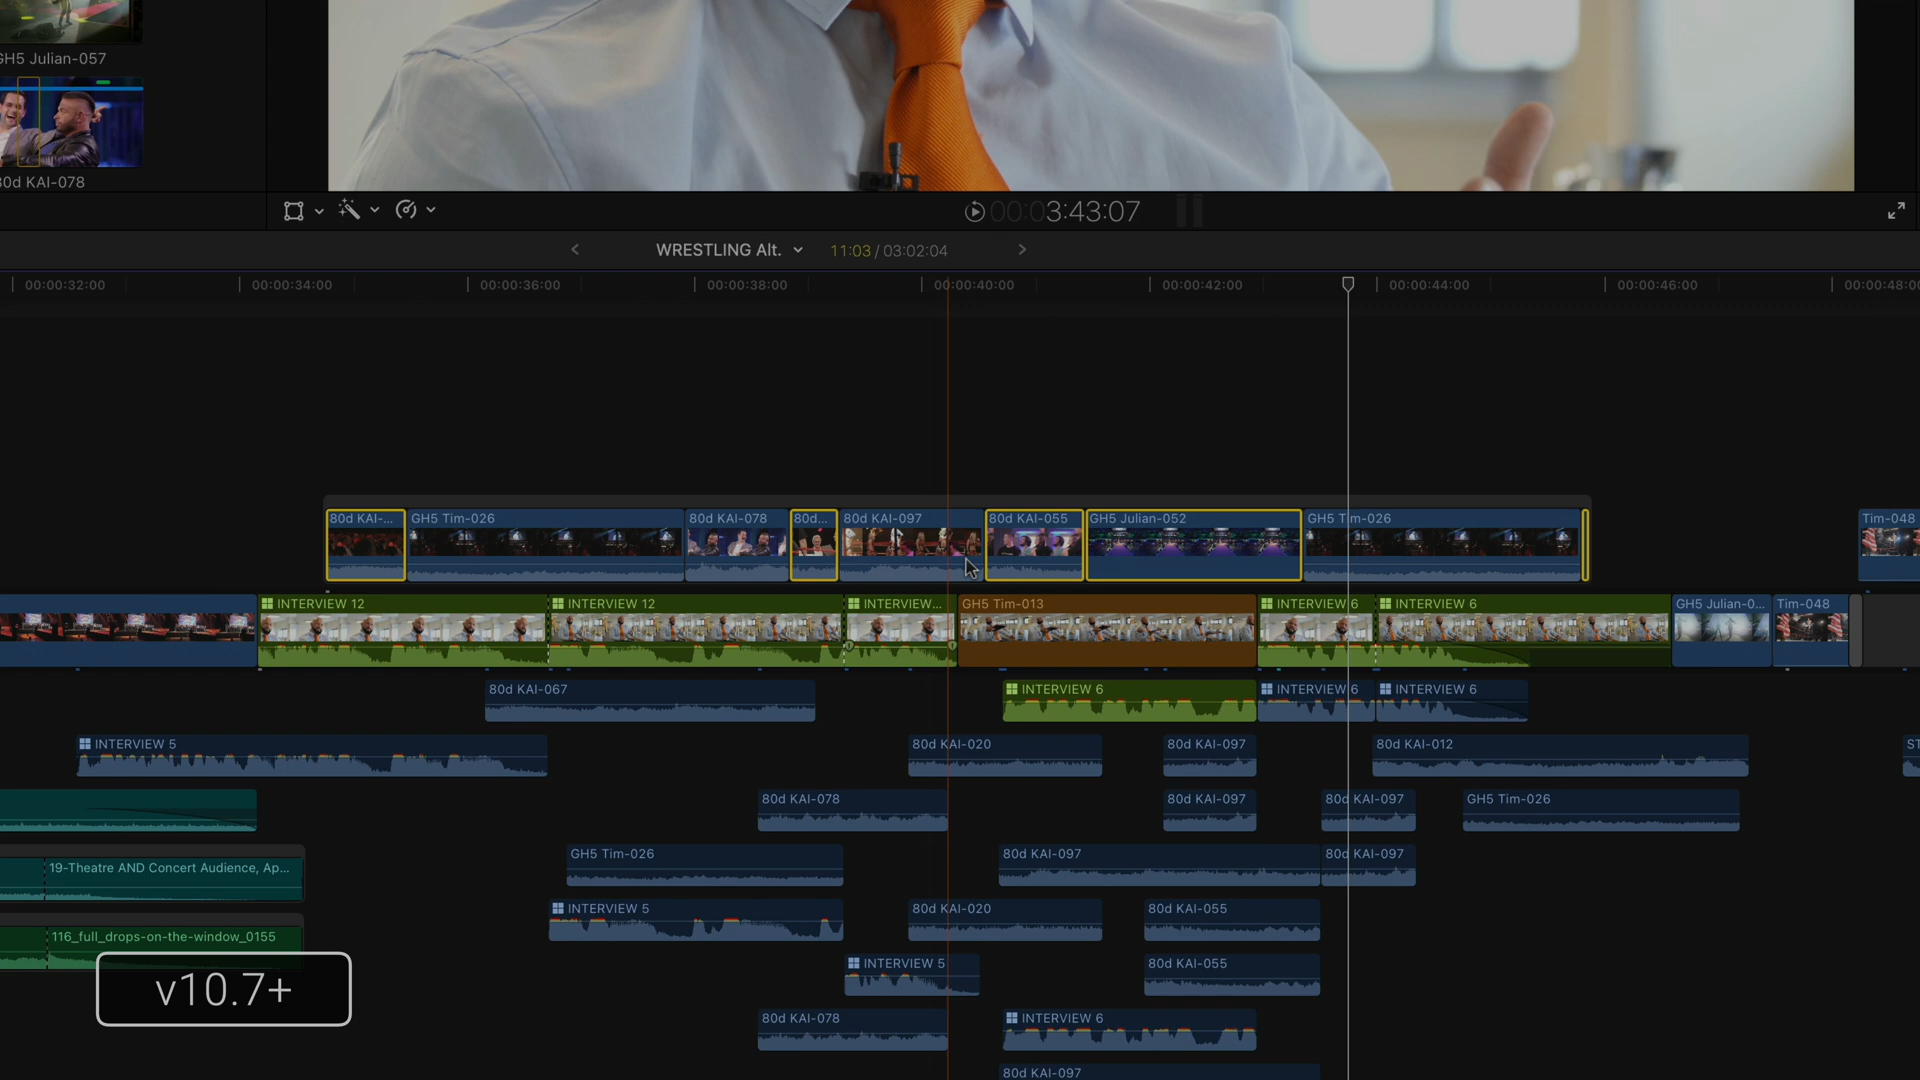 GH5 Julian-057
80d KAI-078
00:00:43:07
WRESTLING Alt.
11:03 / 03:02:04
00:00:32:00
00:00:34:00
00:00:36:00
00:00:38:00
00:00:40:00
00:00:42:00
00:00:44:00
00:00:46:00
00:00:48:00
80d KAI-...
GH5 Tim-026
80d KAI-078
80d...
80d KAI-097
80d KAI-055
GH5 Julian-052
GH5 Tim-026
Tim-048
INTERVIEW 12
INTERVIEW 12
INTERVIEW...
GH5 Tim-013
INTERVIEW 6
INTERVIEW 6
GH5 Julian-0...
Tim-048
80d KAI-067
INTERVIEW 6
INTERVIEW 6
INTERVIEW 6
INTERVIEW 5
80d KAI-020
80d KAI-097
80d KAI-012
ST
80d KAI-078
80d KAI-097
80d KAI-097
GH5 Tim-026
19-Theatre AND Concert Audience, Ap...
GH5 Tim-026
80d KAI-097
80d KAI-097
INTERVIEW 5
80d KAI-020
80d KAI-055
116_full_drops-on-the-window_0155
INTERVIEW 5
80d KAI-055
v10.7+
80d KAI-078
INTERVIEW 6
80d KAI-097